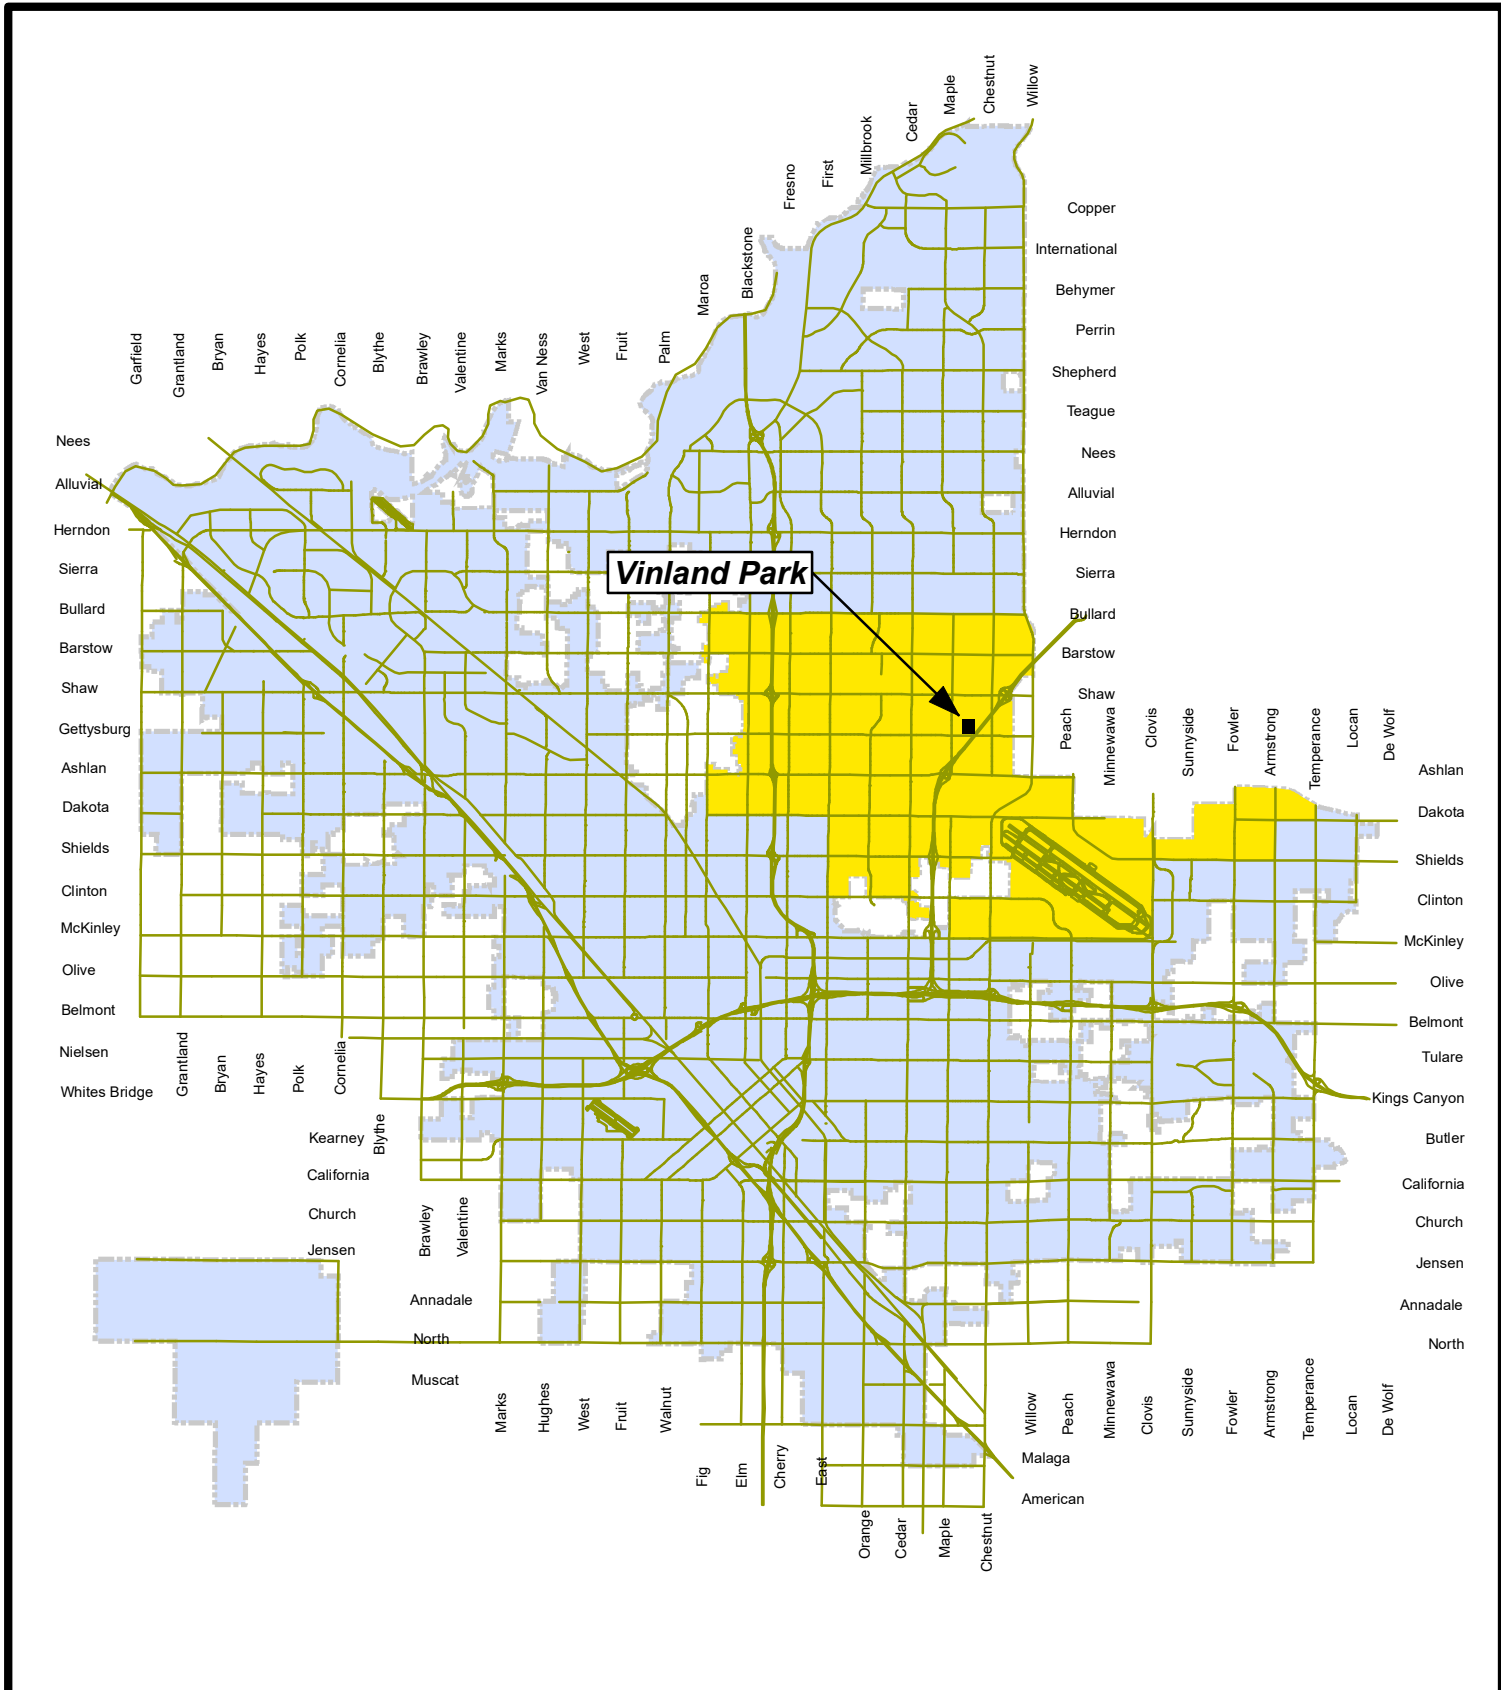 Willow
Chestnut
Maple
Cedar
Millbrook
First
Fresno
Blackstone
Maroa
Palm
Fruit
West
Van Ness
Marks
Valentine
Brawley
Blythe
Cornelia
Polk
Hayes
Bryan
Grantland
Garfield
Copper
International
Behymer
Perrin
Shepherd
Teague
Nees
Alluvial
Herndon
Sierra
Bullard
Barstow
Shaw
Nees
Alluvial
Herndon
Sierra
Bullard
Barstow
Shaw
Gettysburg
Ashlan
Dakota
Shields
Clinton
McKinley
Olive
Belmont
Nielsen
Whites Bridge
Vinland Park
Peach
Minnewawa
Clovis
Sunnyside
Fowler
Armstrong
Temperance
Locan
De Wolf
Ashlan
Dakota
Shields
Clinton
McKinley
Olive
Belmont
Tulare
Kings Canyon
Butler
California
Church
Jensen
Annadale
North
Grantland
Bryan
Hayes
Polk
Cornelia
Blythe
Kearney
California
Church
Jensen
Brawley
Valentine
Annadale
North
Muscat
Marks
Hughes
West
Fruit
Walnut
Fig
Elm
Cherry
East
Orange
Cedar
Maple
Chestnut
Willow
Peach
Minnewawa
Clovis
Sunnyside
Fowler
Armstrong
Temperance
Locan
De Wolf
Malaga
American